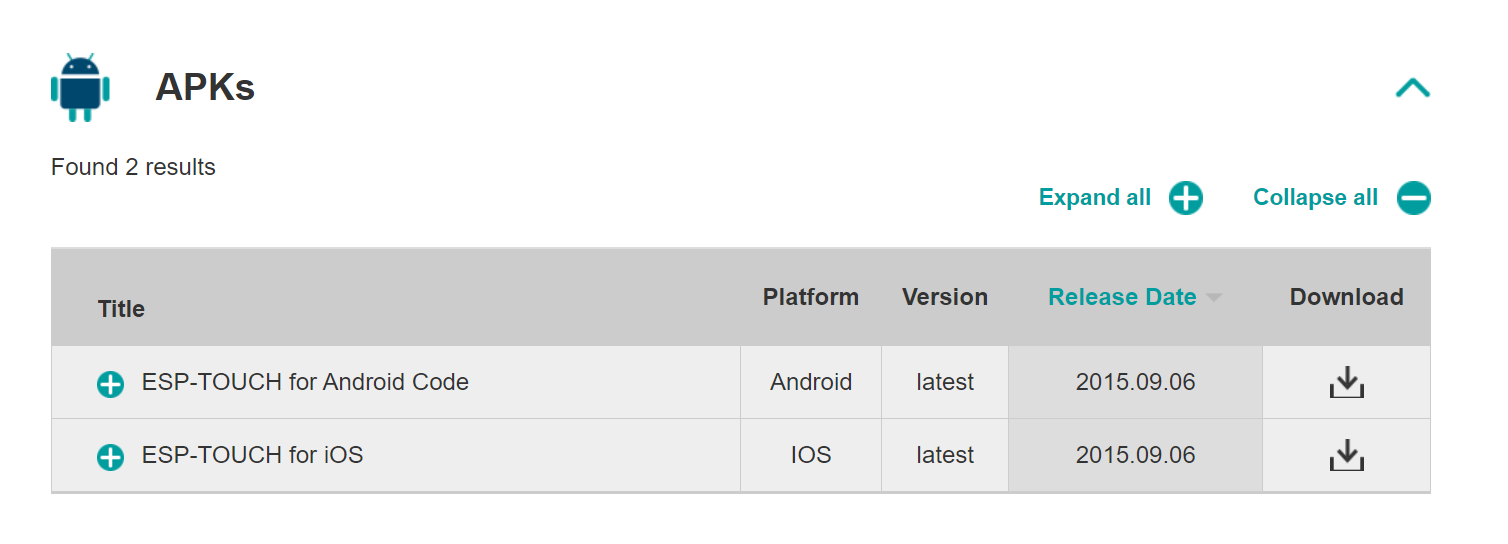 APKs
Found 2 results
Expand all Collapse all
Title Platform Version Release Date Download
ESP-TOUCH for Android Code Android latest 2015.09.06
ESP-TOUCH for iOS IOS latest 2015.09.06